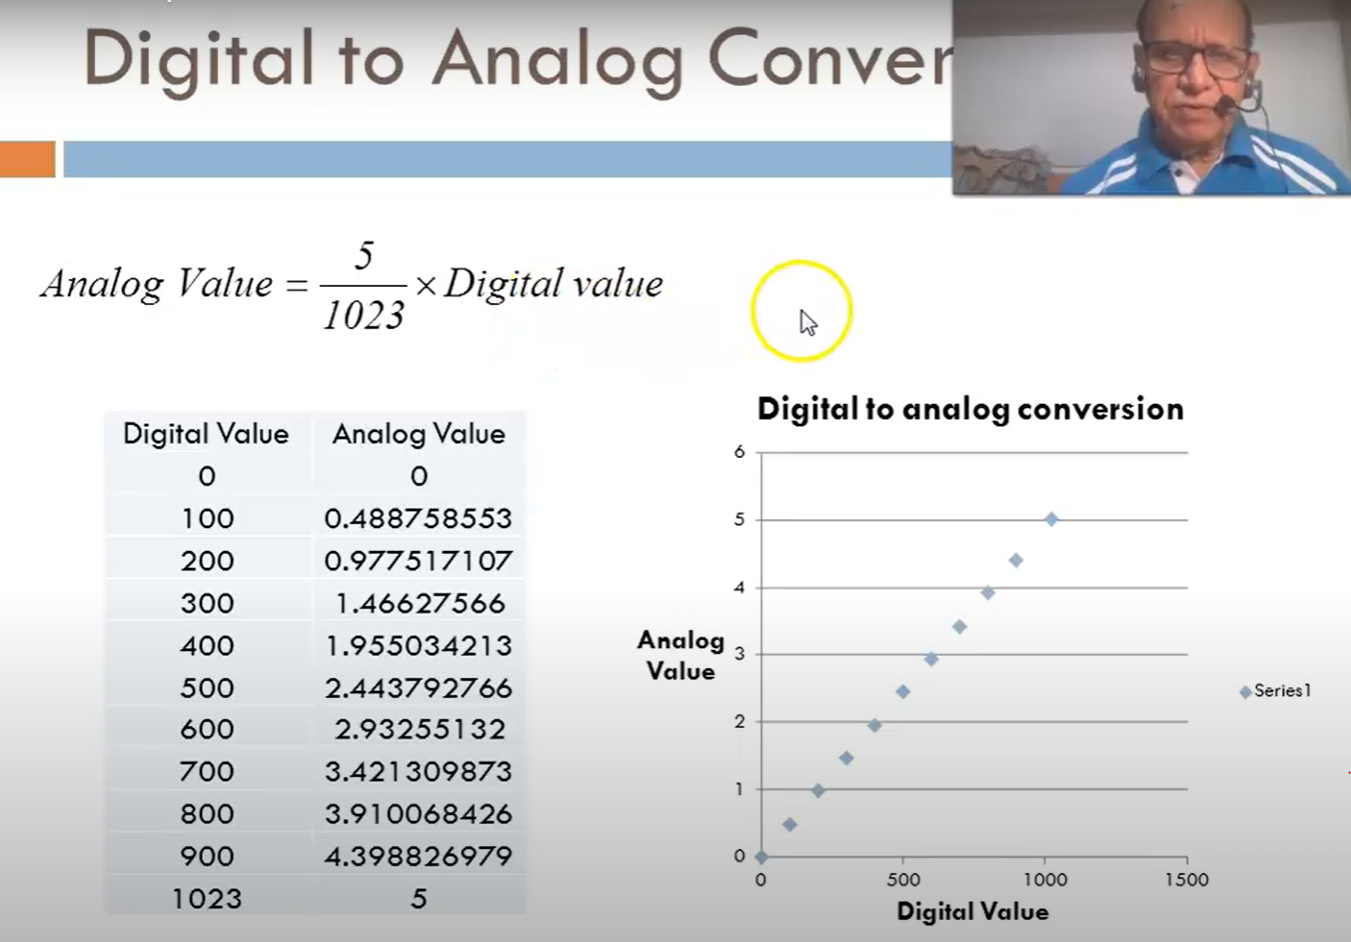 Digital to Analog Conver
Analog Value = 5/1023 × Digital value
Digital Value Analog Value
0 0
100 0.488758553
200 0.977517107
300 1.46627566
400 1.955034213
500 2.443792766
600 2.93255132
700 3.421309873
800 3.910068426
900 4.398826979
1023 5
Digital to analog conversion
6
5
4
3
2
1
0
Analog
Value
0 500 1000 1500
Digital Value
Series1